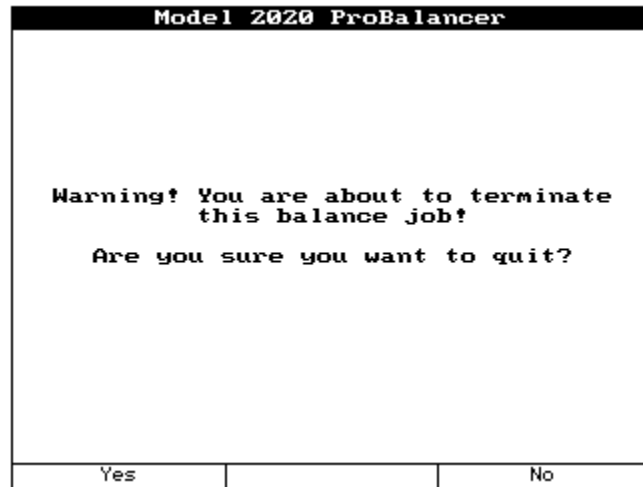 Model 2020 ProBalancer
Warning! You are about to terminate
this balance job!
Are you sure you want to quit?
Yes
No